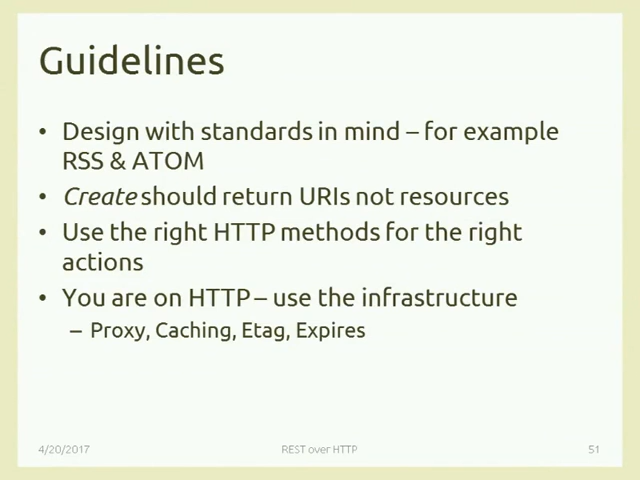 Guidelines
• Design with standards in mind – for example
RSS & ATOM
• Create should return URIs not resources
• Use the right HTTP methods for the right
actions
• You are on HTTP – use the infrastructure
– Proxy, Caching, Etag, Expires
4/20/2017
REST over HTTP
51